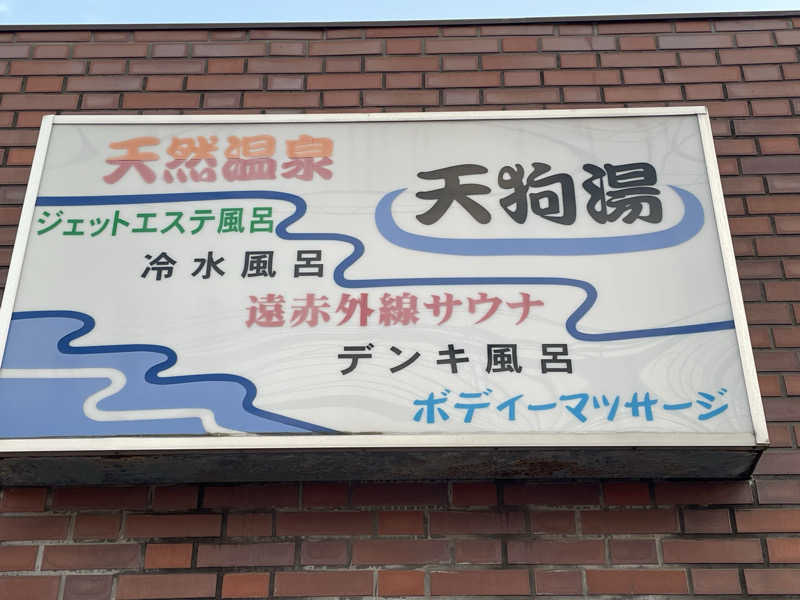 天然温泉
天狗湯
ジェットエステ風呂
冷水風呂
遠赤外線サウナ
デンキ風呂
ボディーマッサージ